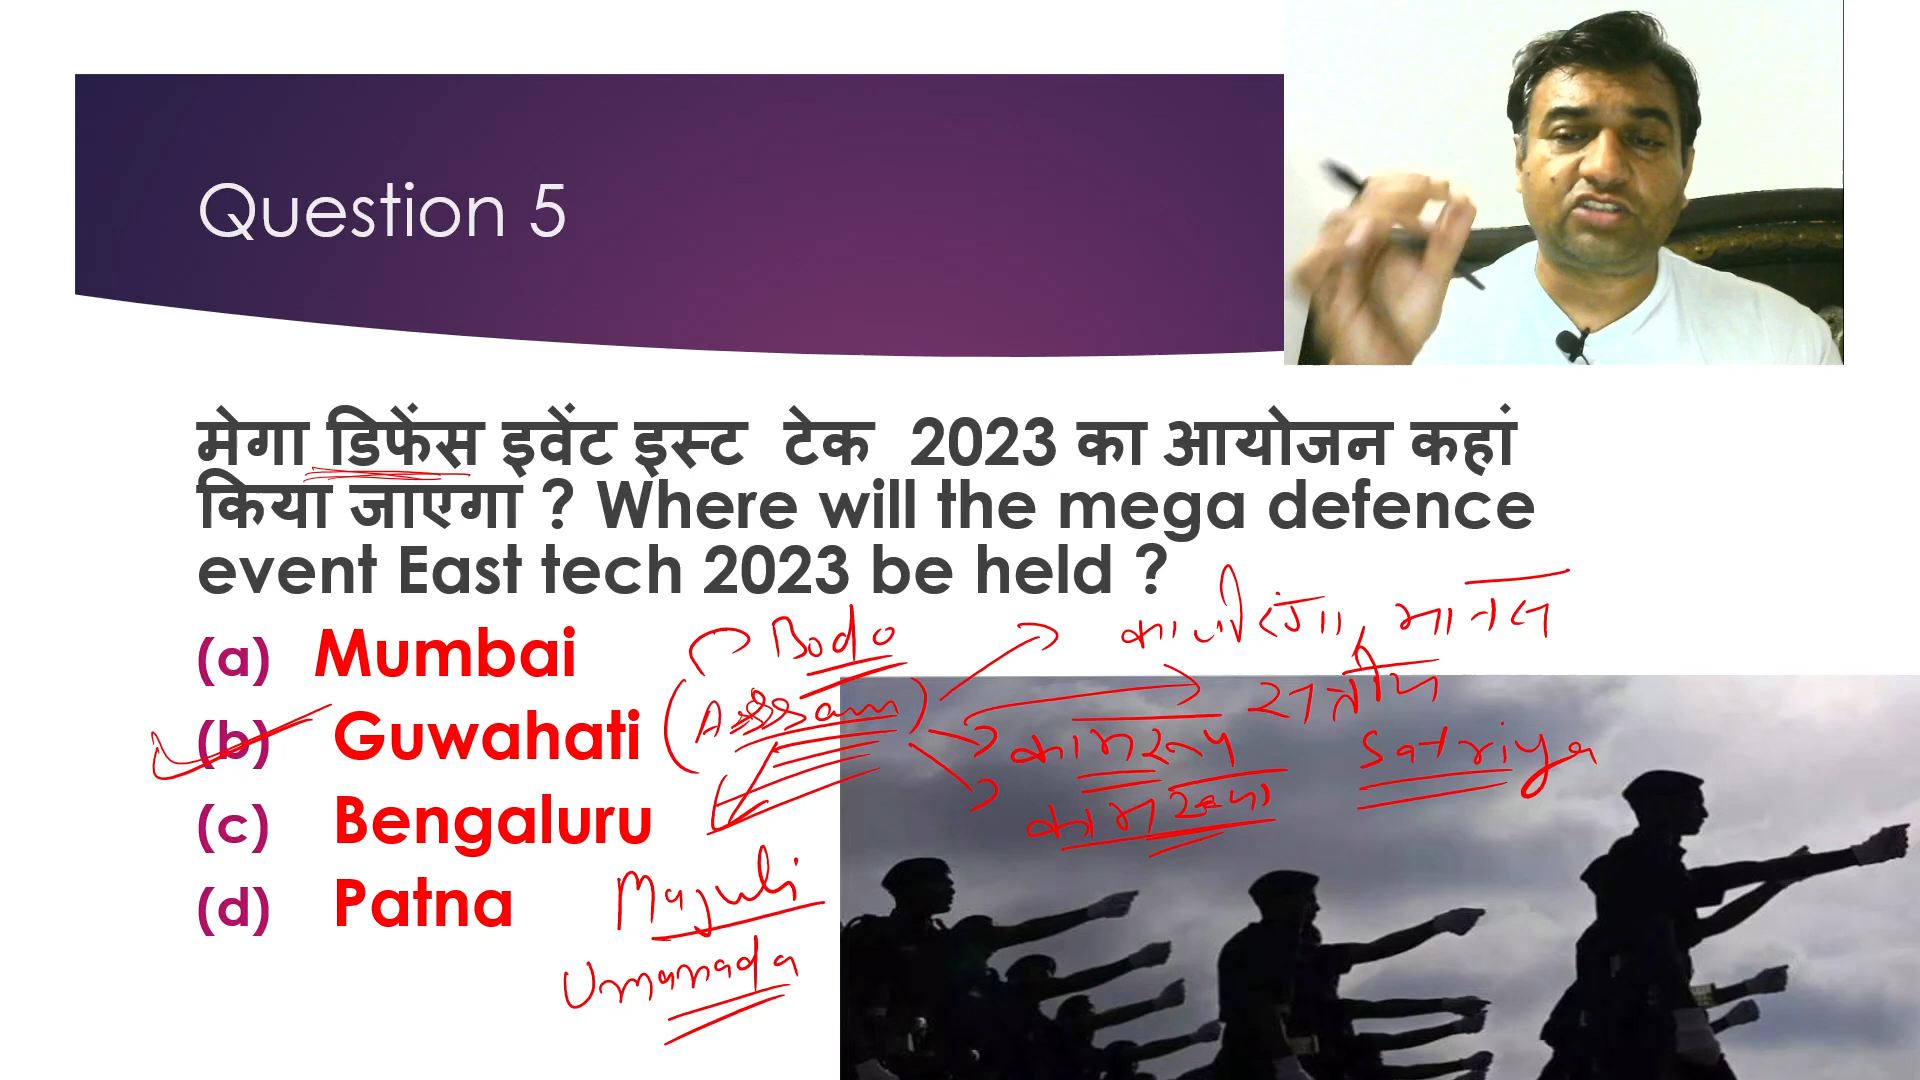 Question 5
मेगा डिफेंस इवेंट इस्ट टेक 2023 का आयोजन कहां
किया जाएगा ? Where will the mega defence
event East tech 2023 be held ?
(a) Mumbai
(b) Guwahati
(c) Bengaluru
(d) Patna
Bodo
(Assam)
काजीरंगा, मानस
सत्रीय
Satriya
कामरूप
Majuli
Umananda